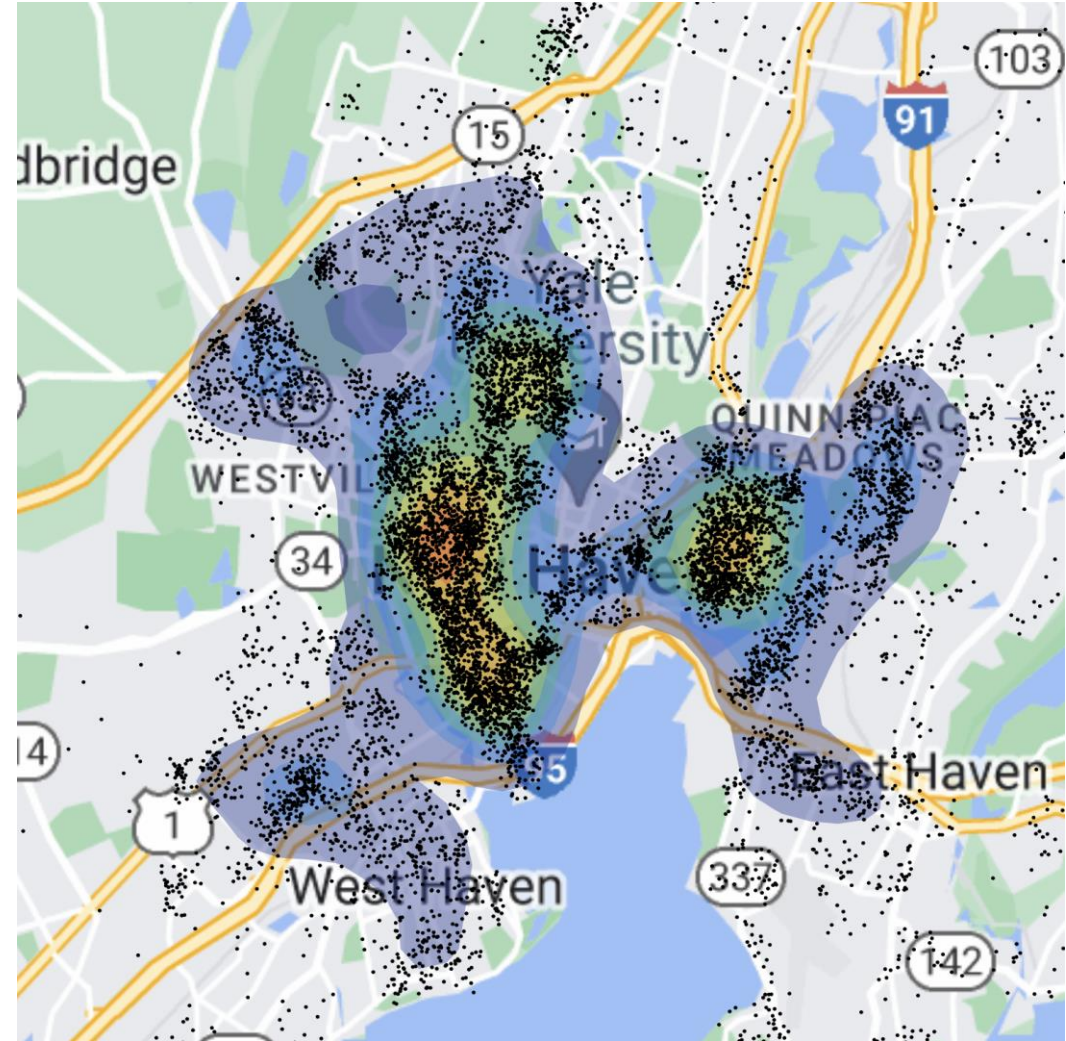 103
91
15
dbridge
Yale
ersity
QUINNIPIAC
MEADOWS
WESTVIL
34
Have
14
95
East Haven
1
West Haven
337
142